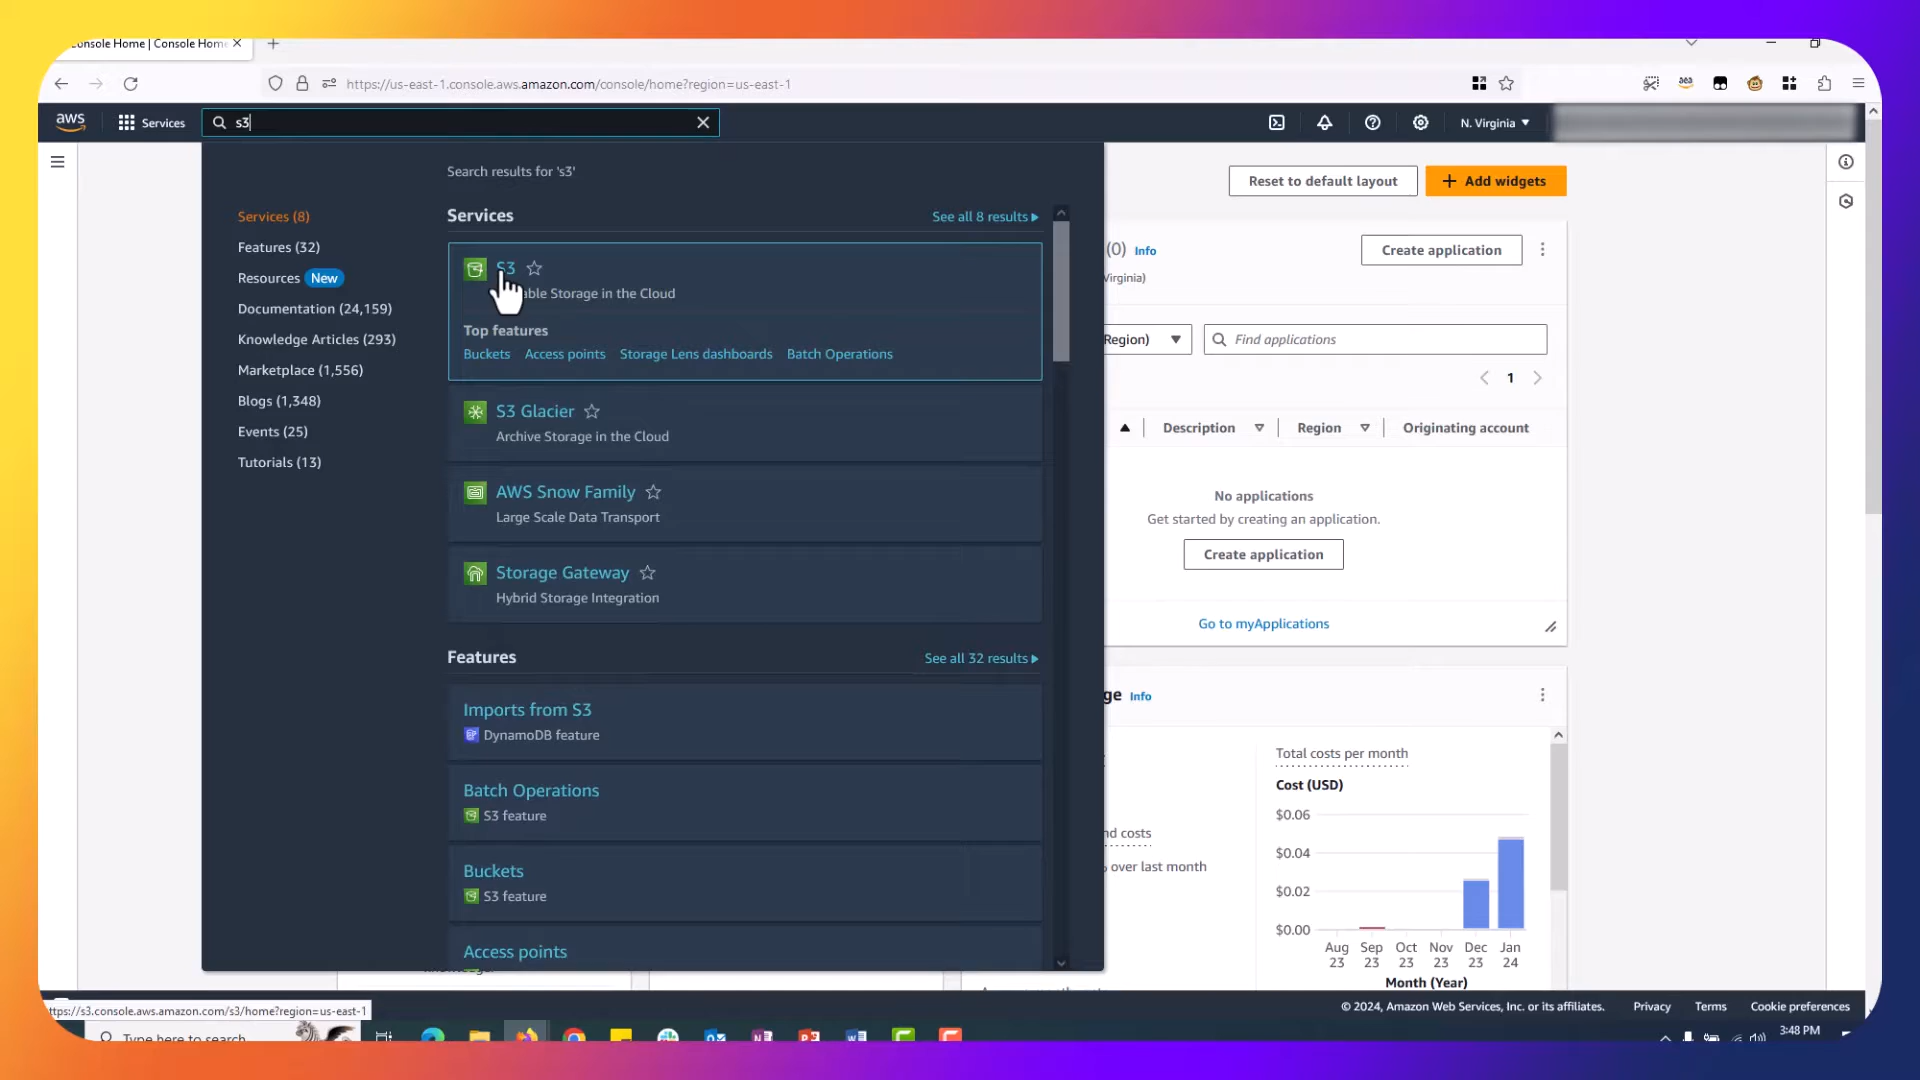 Console Home | Console Home
https://us-east-1.console.aws.amazon.com/console/home?region=us-east-1
aws
Services
s3
N. Virginia
Search results for 's3'
Services (8)
Features (32)
Resources New
Documentation (24,159)
Knowledge Articles (293)
Marketplace (1,556)
Blogs (1,348)
Events (25)
Tutorials (13)
Services
See all 8 results
S3
able Storage in the Cloud
Top features
Buckets Access points Storage Lens dashboards Batch Operations
S3 Glacier
Archive Storage in the Cloud
AWS Snow Family
Large Scale Data Transport
Storage Gateway
Hybrid Storage Integration
Features
See all 32 results
Imports from S3
DynamoDB feature
Batch Operations
S3 feature
Buckets
S3 feature
Access points
Reset to default layout
+ Add widgets
(0) Info
Virginia)
Create application
Region)
Find applications
1
Description Region Originating account
No applications
Get started by creating an application.
Create application
Go to myApplications
ge Info
nd costs
over last month
Total costs per month
Cost (USD)
$0.06
$0.04
$0.02
$0.00
Aug Sep Oct Nov Dec Jan
23 23 23 23 23 24
Month (Year)
© 2024, Amazon Web Services, Inc. or its affiliates. Privacy Terms Cookie preferences
ttps://s3.console.aws.amazon.com/s3/home?region=us-east-1
Type here to search
3:48 PM